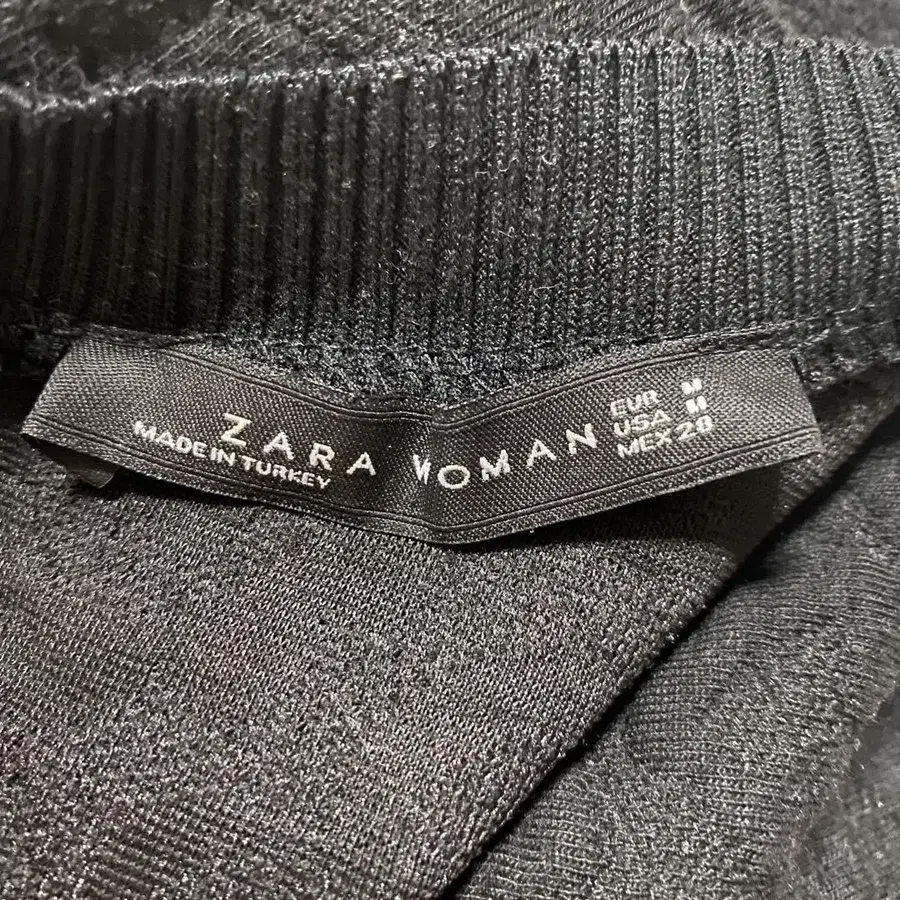 ZARA WOMAN
MADE IN TURKEY
EUR M
USA M
MEX 28